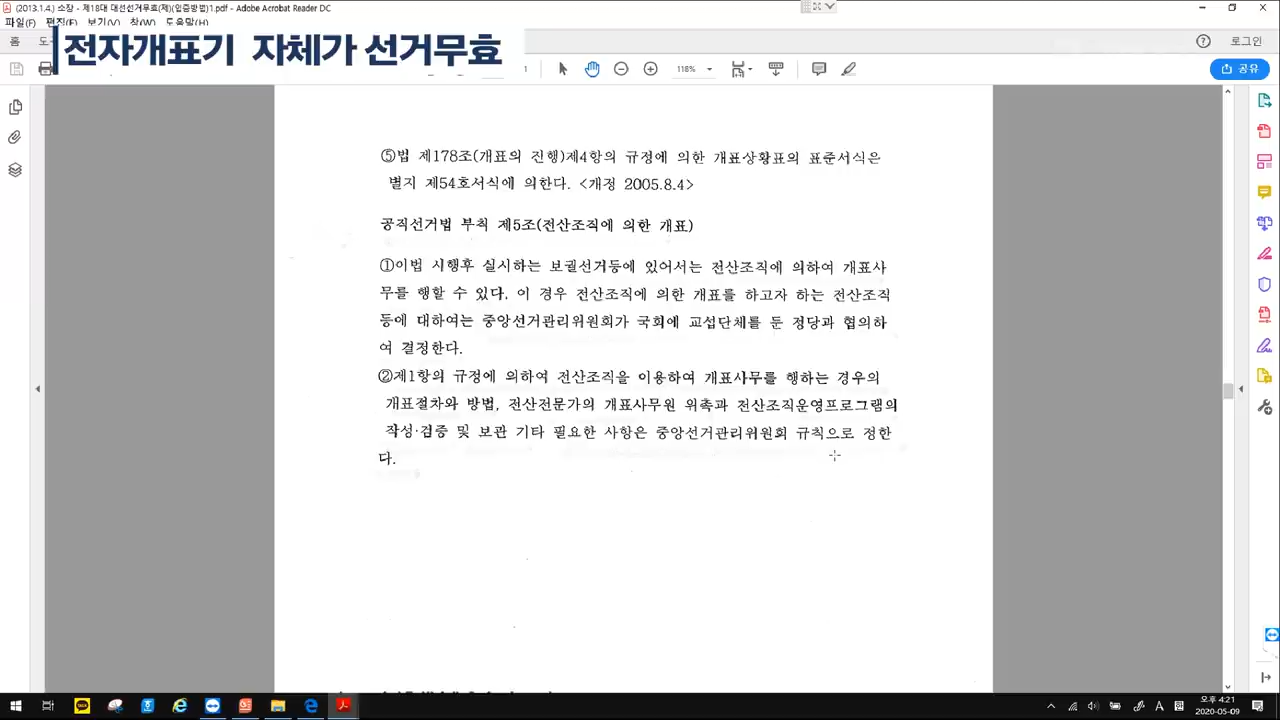 (2013.1.4.) 소장 - 제18대 대선선거무효(제)(입증방법)1.pdf - Adobe Acrobat Reader DC
파일(F) 편집(E) 보기(V) 창(W) 도움말(H)
홈
로그인
전자개표기 자체가 선거무효
118%
공유
⑤법 제178조(개표의 진행)제4항의 규정에 의한 개표상황표의 표준서식은
별지 제54호서식에 의한다. <개정 2005.8.4>
공직선거법 부칙 제5조(전산조직에 의한 개표)
①이법 시행후 실시하는 보궐선거등에 있어서는 전산조직에 의하여 개표사
무를 행할 수 있다. 이 경우 전산조직에 의한 개표를 하고자 하는 전산조직
등에 대하여는 중앙선거관리위원회가 국회에 교섭단체를 둔 정당과 협의하
여 결정한다.
②제1항의 규정에 의하여 전산조직을 이용하여 개표사무를 행하는 경우의
개표절차와 방법, 전산전문가의 개표사무원 위촉과 전산조직운영프로그램의
작성·검증 및 보관 기타 필요한 사항은 중앙선거관리위원회 규칙으로 정한
다.
A
오후 4:21
2020-05-09